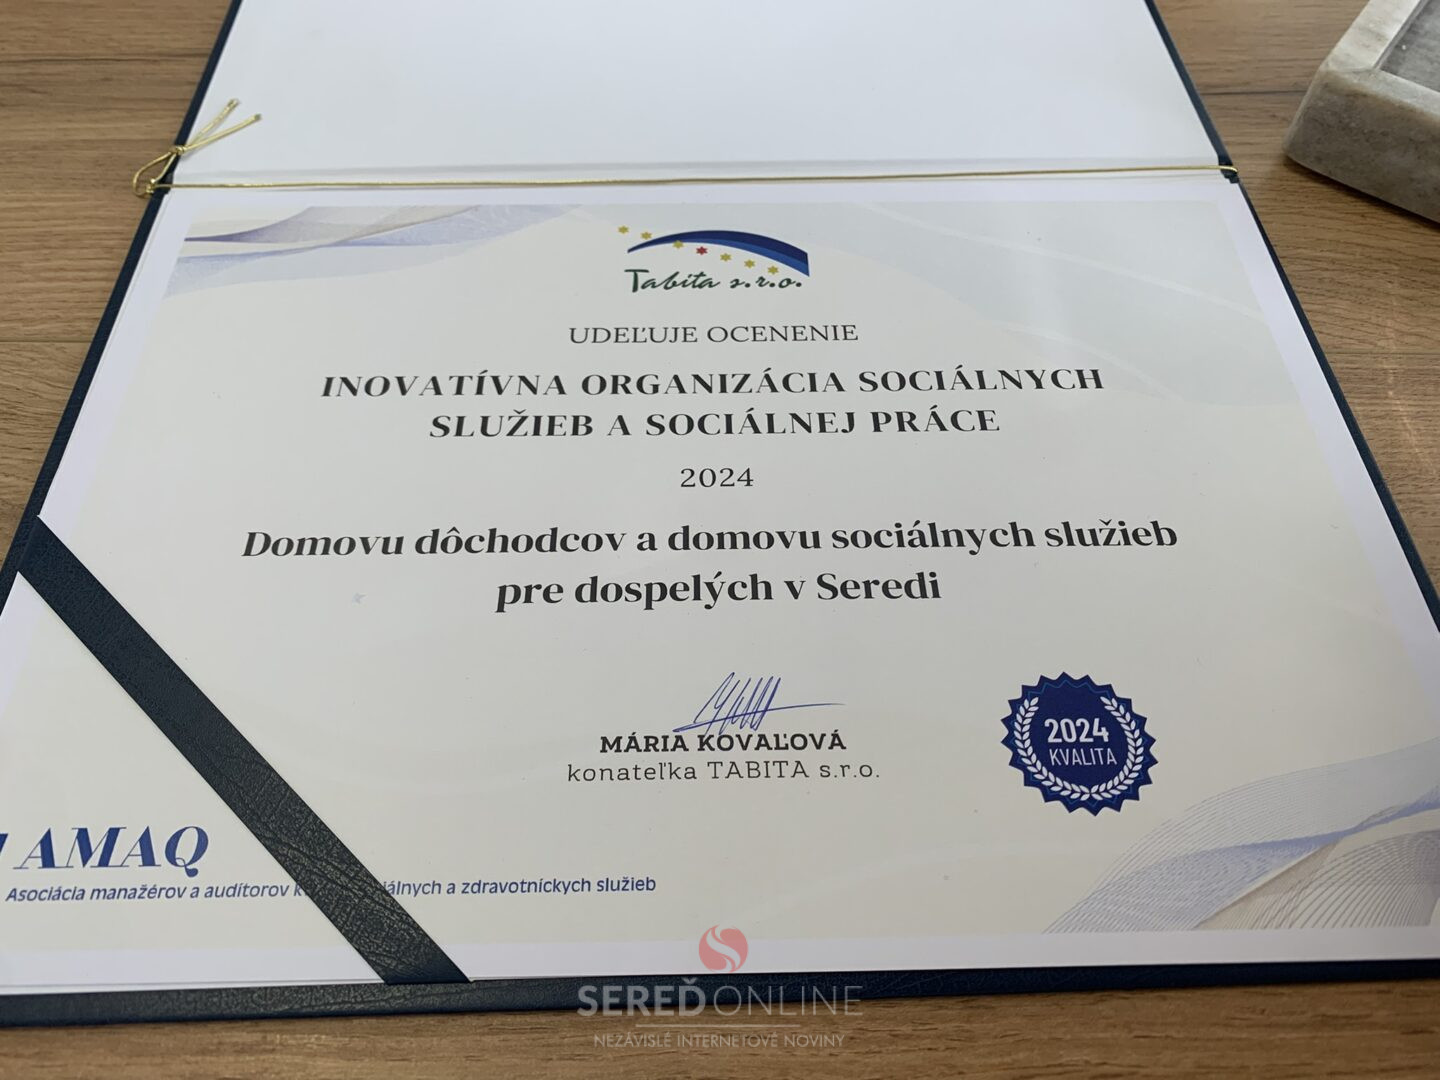 Tabita s.r.o.
UDEĽUJE OCENENIE
INOVATÍVNA ORGANIZÁCIA SOCIÁLNYCH
SLUŽIEB A SOCIÁLNEJ PRÁCE
2024
Domovu dôchodcov a domovu sociálnych služieb
pre dospelých v Seredi
MÁRIA KOVAĽOVÁ
konateľka TABITA s.r.o.
2024
KVALITA
AMAQ
Asociácia manažérov a audítorov a zdravotníckych služieb
SEREĎONLINE
NEZÁVISLÉ INTERNETOVÉ NOVINY